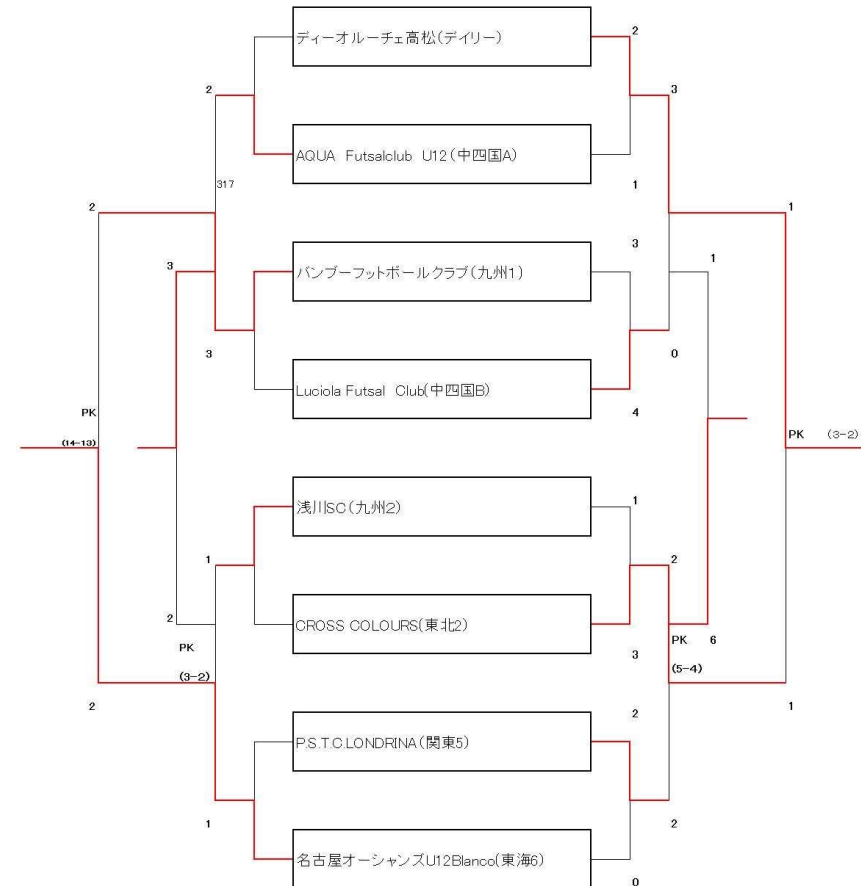 ディーオルーチェ高松(デイリー)
2
2
3
AQUA Futsalclub U12(中四国A)
317
1
2
1
3
バンブーフットボールクラブ(九州1)
3
1
3
0
Luciola Futsal Club(中四国B)
PK
4
(14-13)
PK (3-2)
浅川SC(九州2)
1
1
2
2
CROSS COLOURS(東北2)
PK
3
PK 6
(3-2)
(5-4)
2
2
1
P.S.T.C.LONDRINA(関東5)
1
2
名古屋オーシャンズU12Blanco(東海6)
0